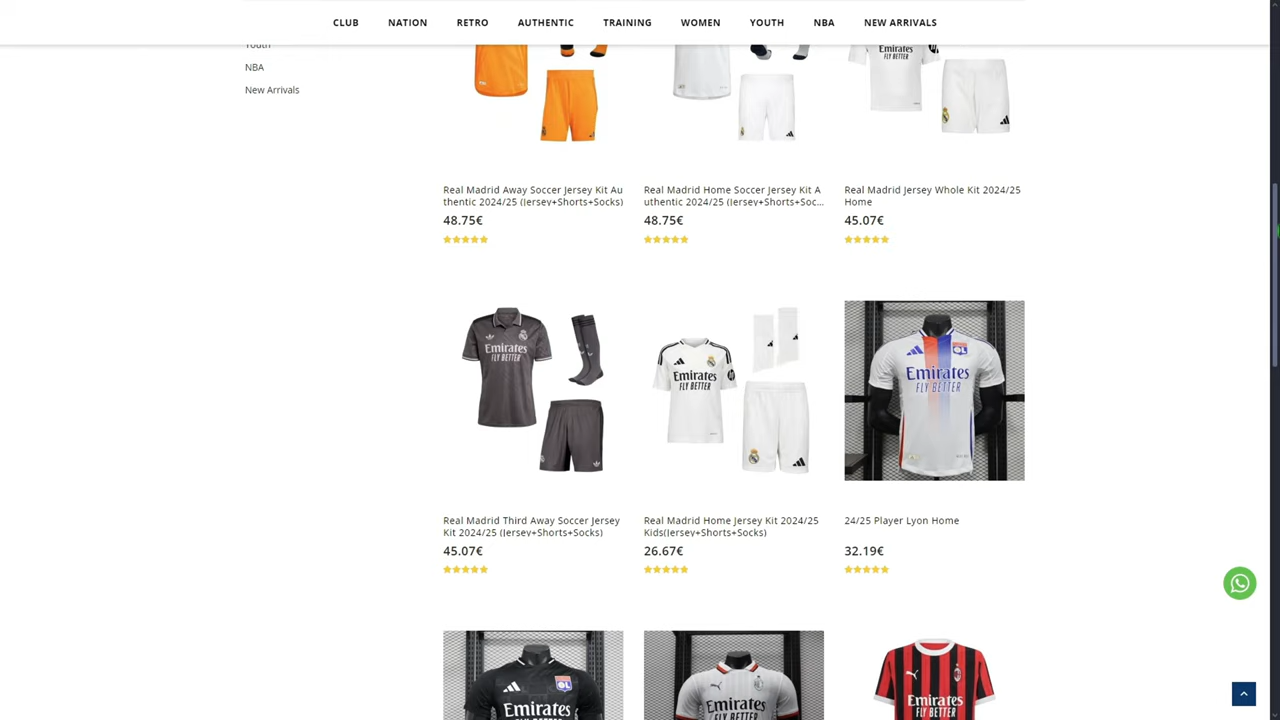 CLUB NATION RETRO AUTHENTIC TRAINING WOMEN YOUTH NBA NEW ARRIVALS
Youth
NBA
New Arrivals
Emirates
FLY BETTER
Real Madrid Away Soccer Jersey Kit Au
thentic 2024/25 (Jersey+Shorts+Socks)
48.75€
Real Madrid Home Soccer Jersey Kit A
uthentic 2024/25 (Jersey+Shorts+Soc...
48.75€
Real Madrid Jersey Whole Kit 2024/25
Home
45.07€
Emirates
FLY BETTER
Emirates
FLY BETTER
Emirates
FLY BETTER
OL
Real Madrid Third Away Soccer Jersey
Kit 2024/25 (Jersey+Shorts+Socks)
45.07€
Real Madrid Home Jersey Kit 2024/25
Kids(Jersey+Shorts+Socks)
26.67€
24/25 Player Lyon Home
32.19€
OL
Emirates
FLY BETTER
Emirates
FLY BETTER
Emirates